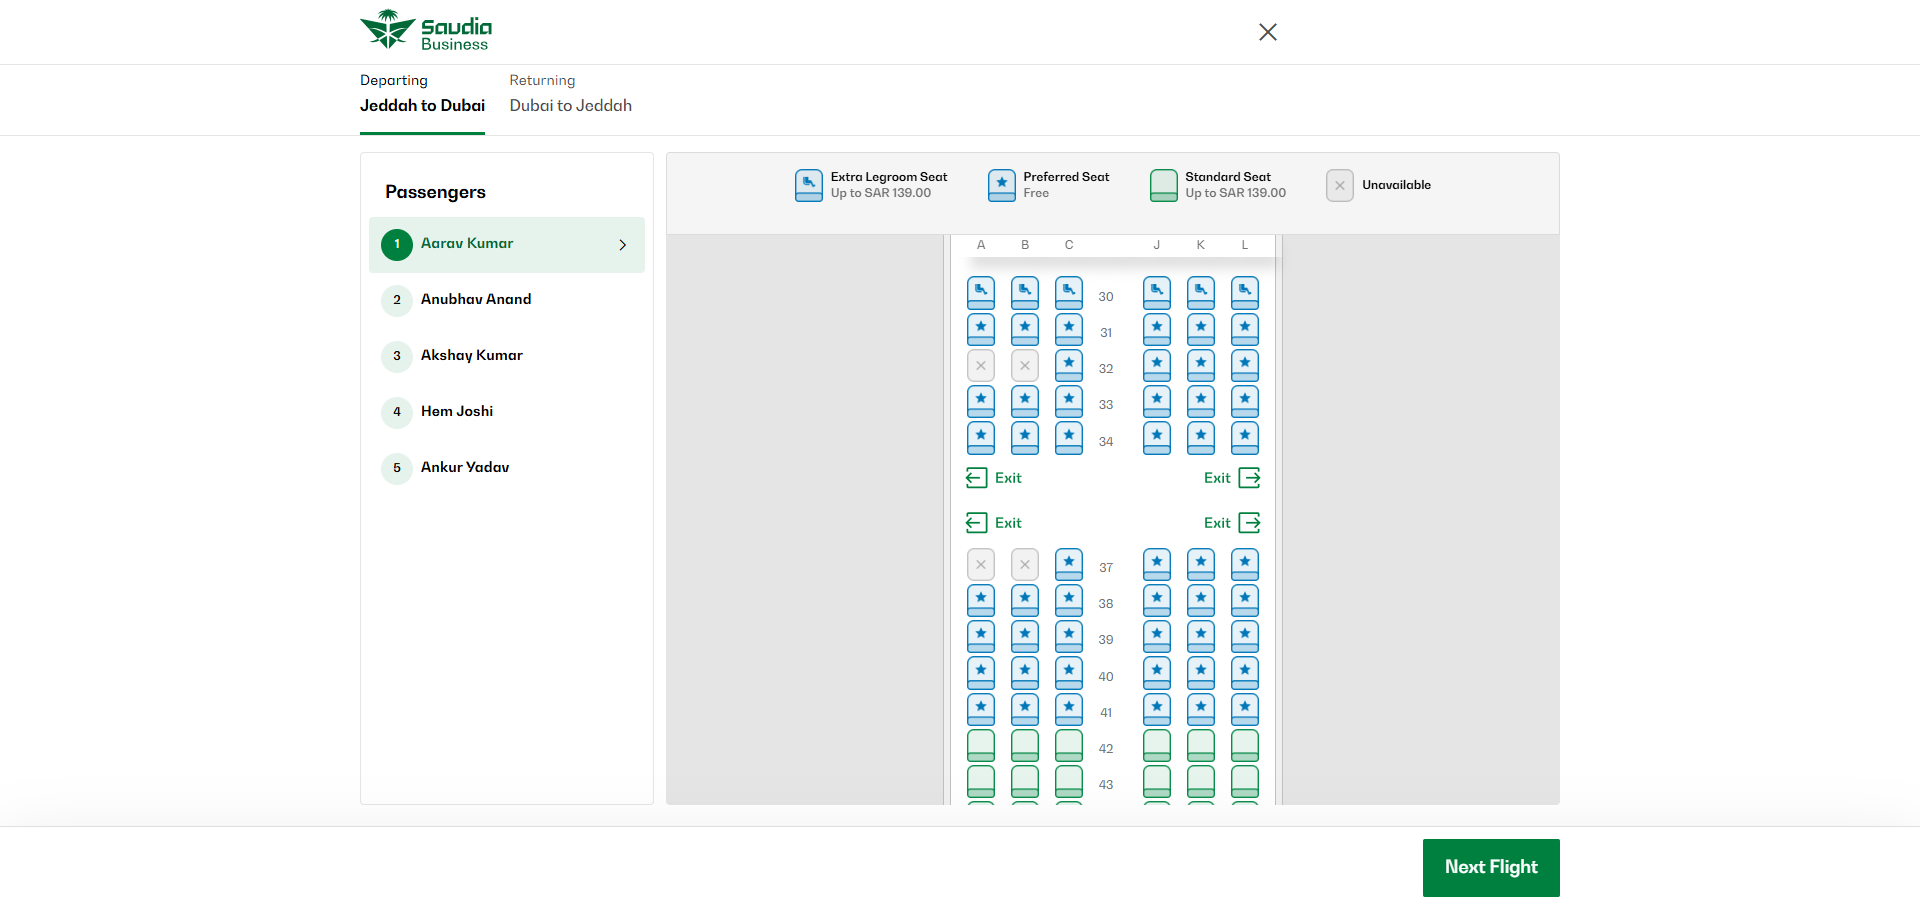 Saudia
Business
Departing
Jeddah to Dubai
Returning
Dubai to Jeddah
Passengers
1 Aarav Kumar
2 Anubhav Anand
3 Akshay Kumar
4 Hem Joshi
5 Ankur Yadav
Extra Legroom Seat
Up to SAR 139.00
Preferred Seat
Free
Standard Seat
Up to SAR 139.00
Unavailable
A B C J K L
30
31
32
33
34
Exit Exit
Exit Exit
37
38
39
40
41
42
43
Next Flight